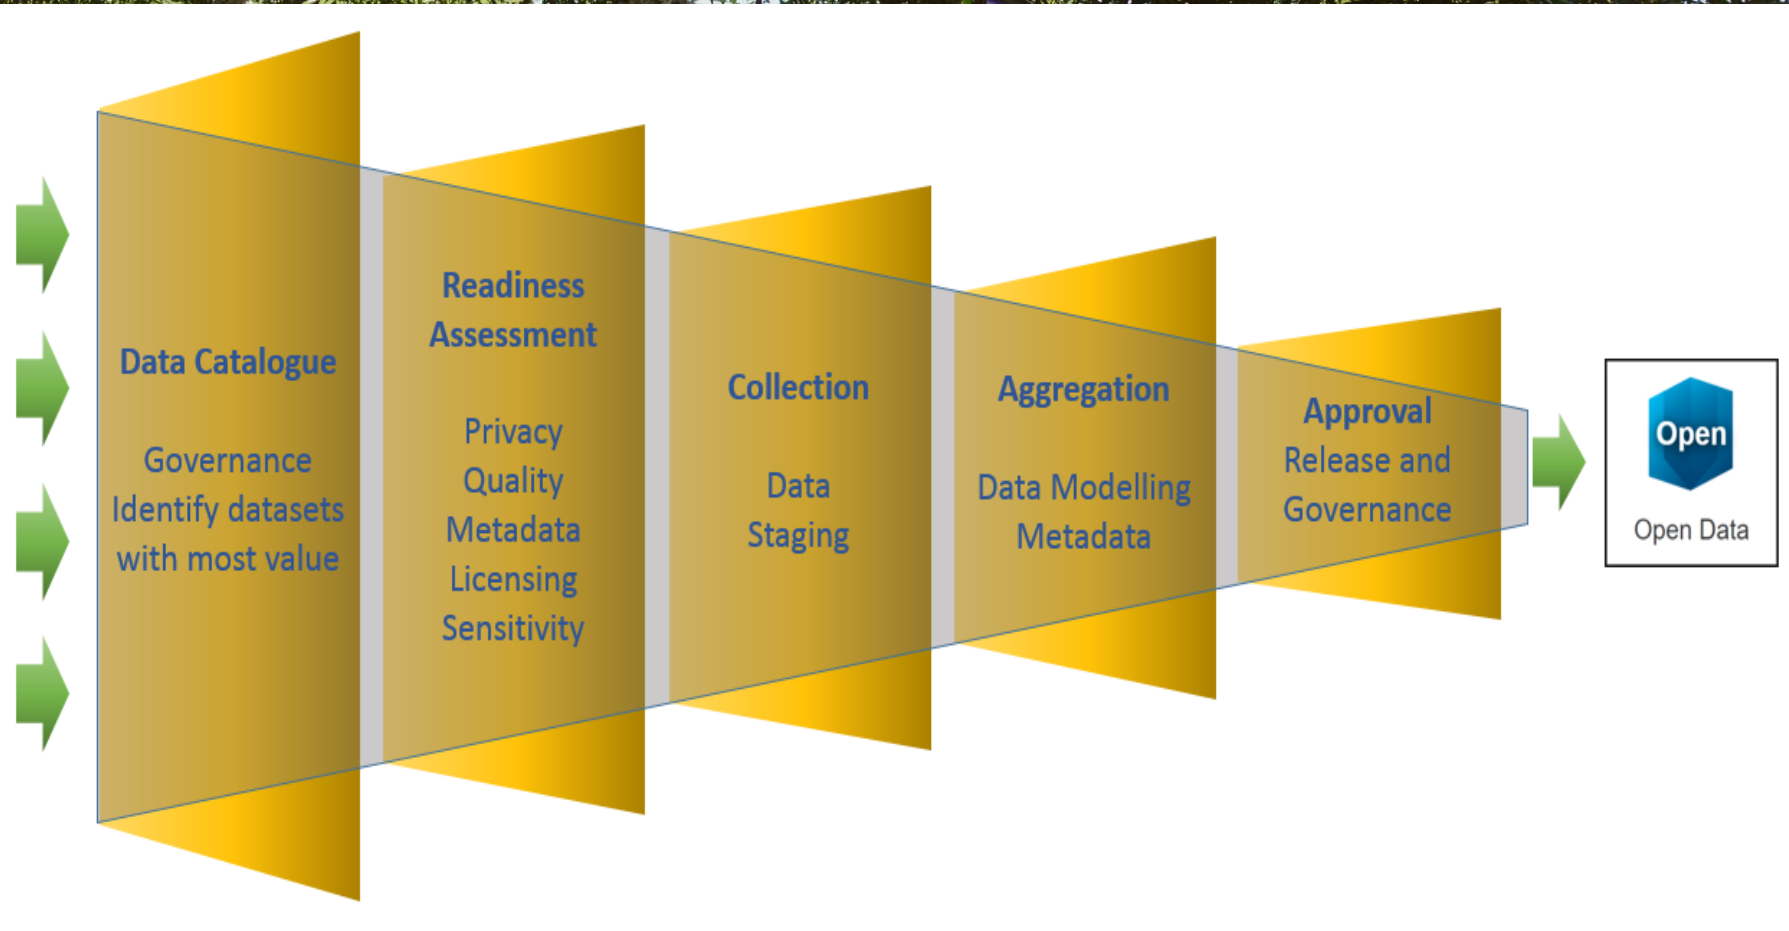 Data Catalogue
Governance
Identify datasets
with most value
Readiness
Assessment
Privacy
Quality
Metadata
Licensing
Sensitivity
Collection
Data
Staging
Aggregation
Data Modelling
Metadata
Approval
Release and
Governance
Open
Open Data